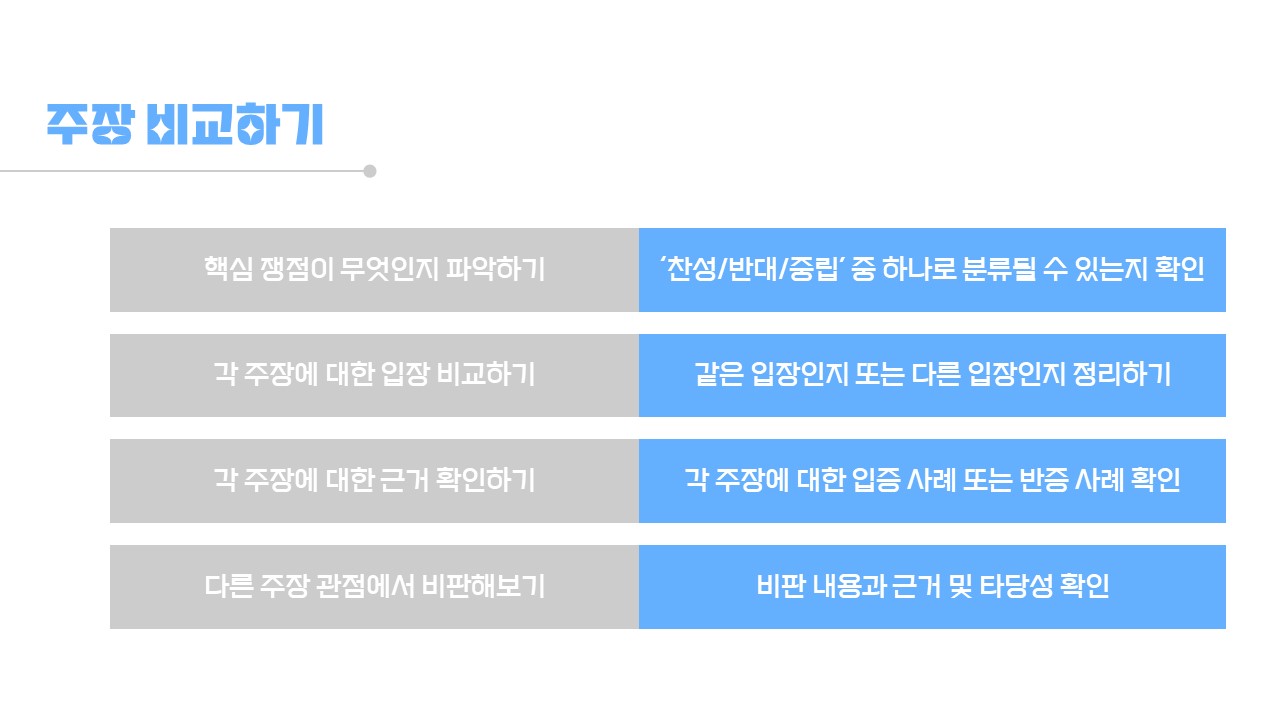 주장 비교하기
핵심 쟁점이 무엇인지 파악하기
‘찬성/반대/중립’ 중 하나로 분류될 수 있는지 확인
각 주장에 대한 입장 비교하기
같은 입장인지 또는 다른 입장인지 정리하기
각 주장에 대한 근거 확인하기
각 주장에 대한 입증 사례 또는 반증 사례 확인
다른 주장 관점에서 비판해보기
비판 내용과 근거 및 타당성 확인